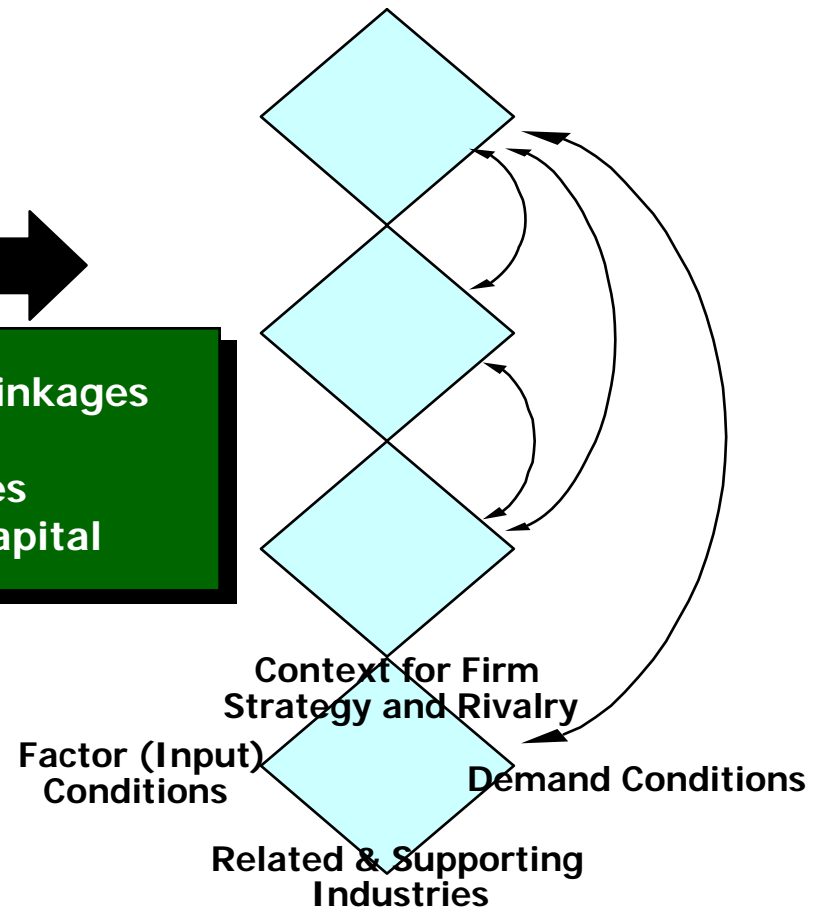 inkages
es
apital
Context for Firm
Strategy and Rivalry
Factor (Input)
Conditions
Demand Conditions
Related & Supporting
Industries